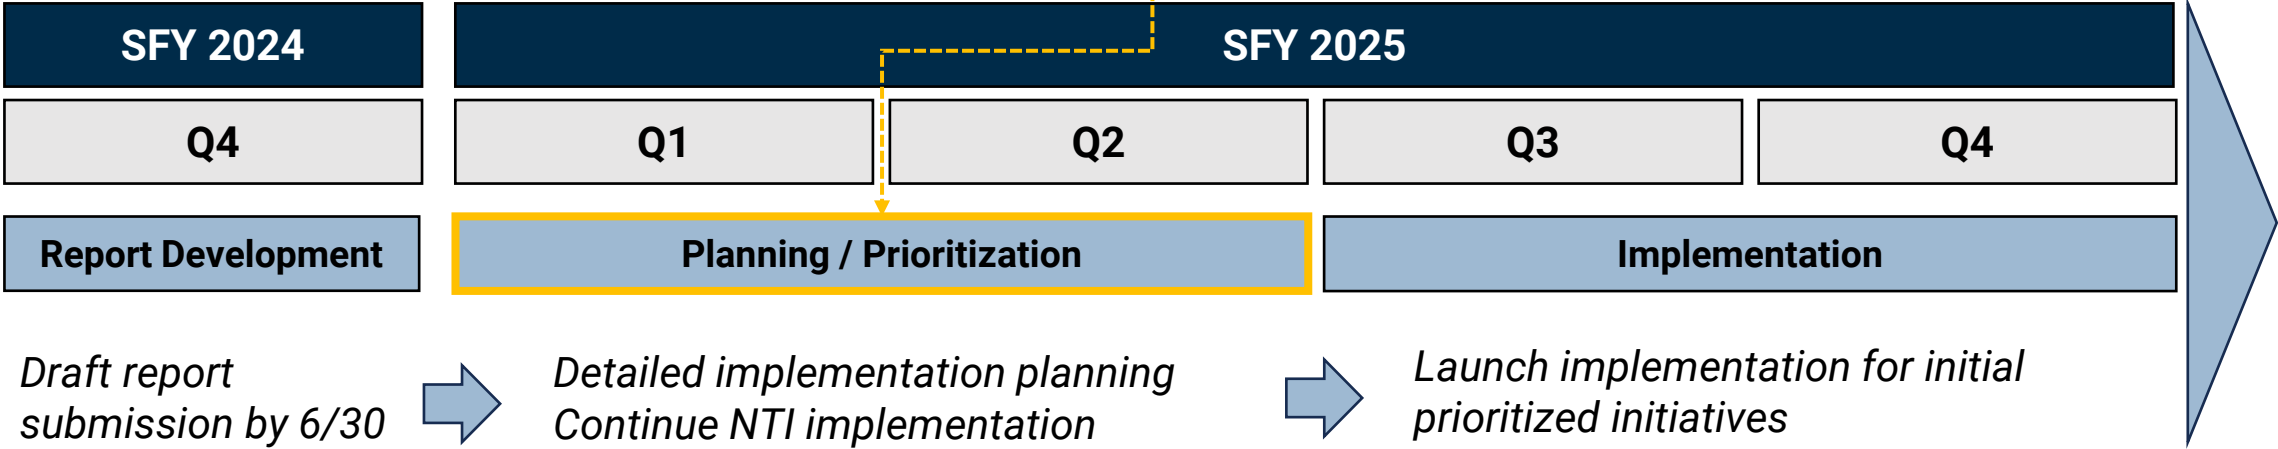 SFY 2024
SFY 2025
Q4
Q1
Q2
Q3
Q4
Report Development
Planning / Prioritization
Implementation
Draft report
submission by 6/30
Detailed implementation planning
Continue NTI implementation
Launch implementation for initial
prioritized initiatives